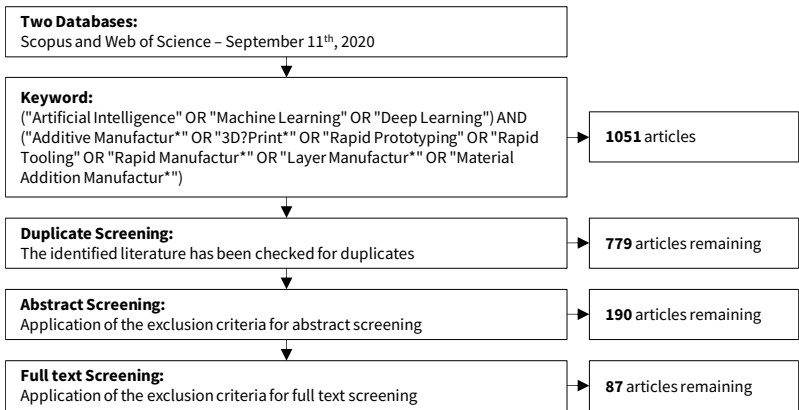 Two Databases:
Scopus and Web of Science – September 11th, 2020
Keyword:
("Artificial Intelligence" OR "Machine Learning" OR "Deep Learning") AND
("Additive Manufactur*" OR "3D?Print*" OR "Rapid Prototyping" OR "Rapid
Tooling" OR "Rapid Manufactur*" OR "Layer Manufactur*" OR "Material
Addition Manufactur*")
1051 articles
Duplicate Screening:
The identified literature has been checked for duplicates
779 articles remaining
Abstract Screening:
Application of the exclusion criteria for abstract screening
190 articles remaining
Full text Screening:
Application of the exclusion criteria for full text screening
87 articles remaining